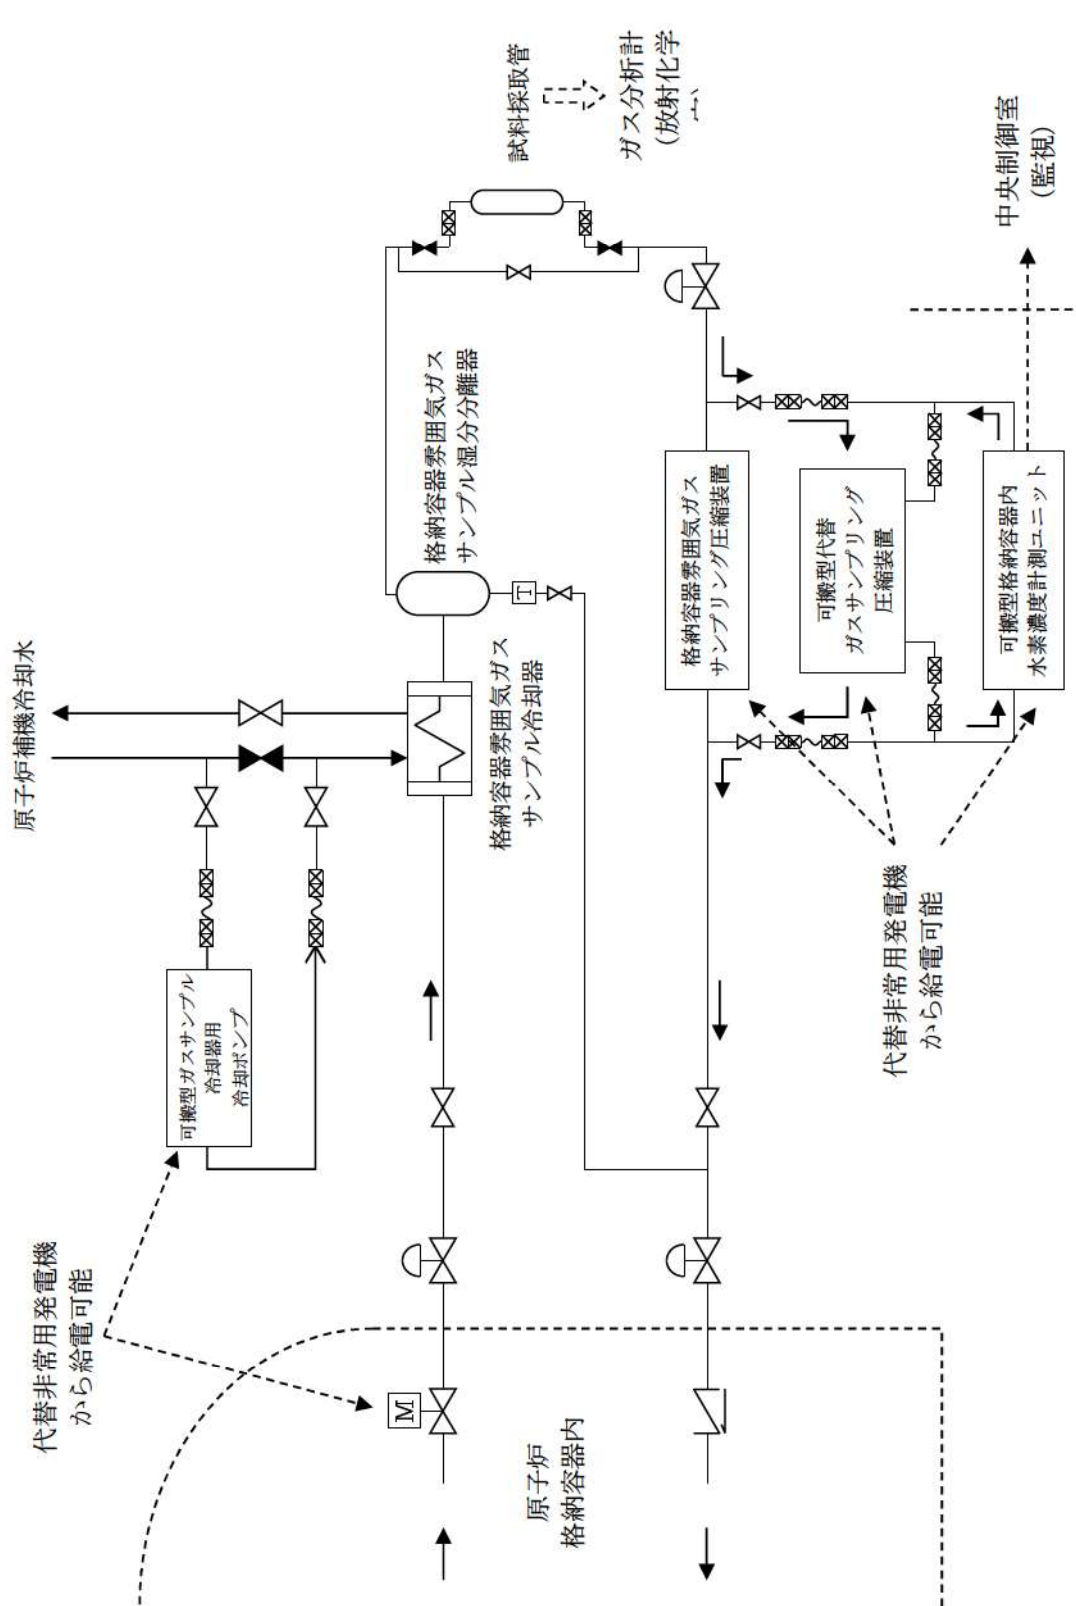 原子炉補機冷却水
代替非常用発電機
から給電可能
可搬型ガスサンプル
冷却器用
冷却ポンプ
M
原子炉
格納容器内
格納容器雰囲気ガス
サンプル冷却器
T
格納容器雰囲気ガス
サンプル湿分分離器
試料採取管
ガス分析計
(放射化学
格納容器雰囲気ガス
サンプリング圧縮装置
可搬型代替
ガスサンプリング
圧縮装置
可搬型格納容器内
水素濃度計測ユニット
代替非常用発電機
から給電可能
中央制御室
(監視)